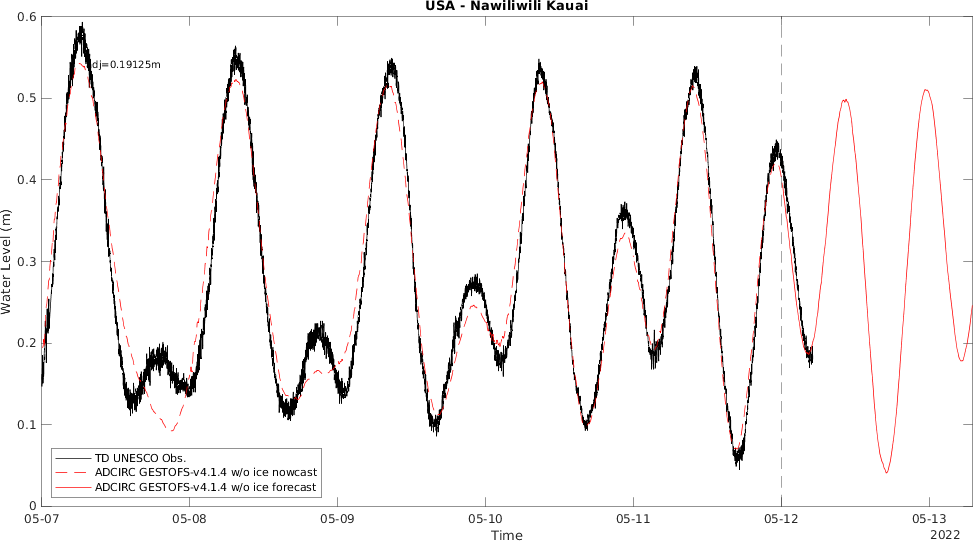 USA - Nawiliwili Kauai
0.6
dj=0.19125m
0.5
0.4
0.3
0.2
0.1
0
Water Level (m)
TD UNESCO Obs.
ADCIRC GESTOFS-v4.1.4 w/o ice nowcast
ADCIRC GESTOFS-v4.1.4 w/o ice forecast
05-07 05-08 05-09 05-10 05-11 05-12 05-13
Time
2022